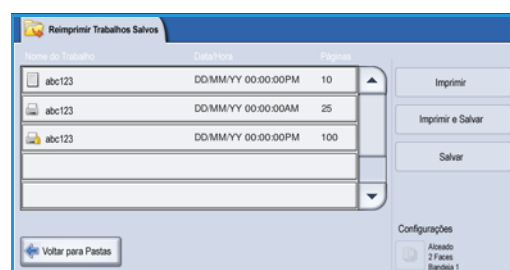 Reimprimir Trabalhos Salvos
Nome do Trabalho Data/Hora Páginas
abc123 DD/MM/YY 00:00:00PM 10
abc123 DD/MM/YY 00:00:00AM 25
abc123 DD/MM/YY 00:00:00PM 100
Imprimir
Imprimir e Salvar
Salvar
Voltar para Pastas
Configurações
Alceado
2 Faces
Bandeja 1